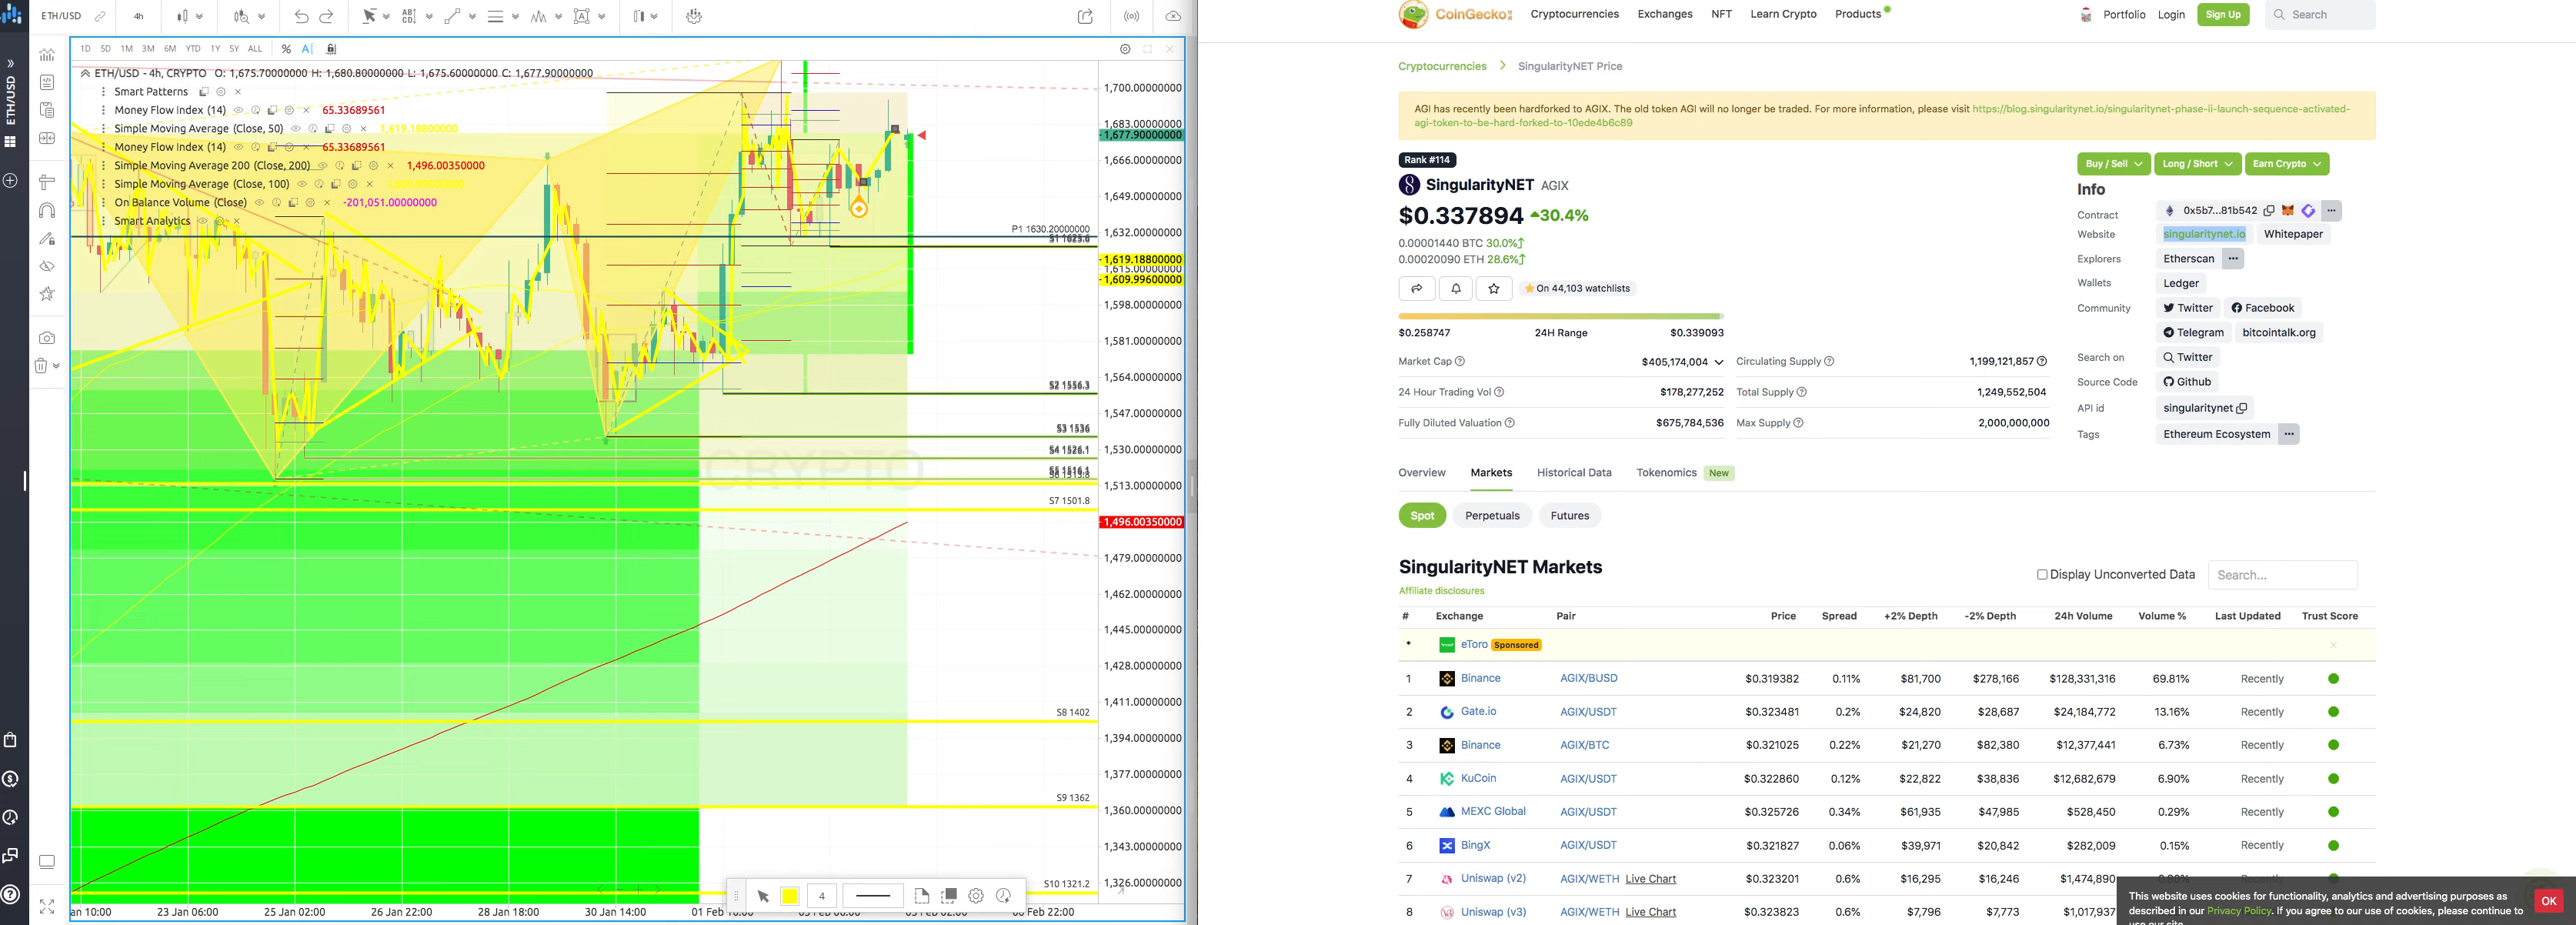 ETH/USD
4h
1D 5D 1M 3M 6M YTD 1Y 5Y ALL
ETH/USD
ETH/USD - 4h, CRYPTO O: 1,675.70000000 H: 1,680.80000000 L: 1,675.60000000 C: 1,677.90000000
Smart Patterns
Money Flow Index (14) 65.33689561
Simple Moving Average (Close, 50) 1,619.18800000
Money Flow Index (14) 65.33689561
Simple Moving Average 200 (Close, 200) 1,496.00350000
Simple Moving Average (Close, 100)
On Balance Volume (Close) -201,051.00000000
Smart Analytics
CRYPTO
P1 1630.20000000
S2 1556.3
S3 1536
S4 1526.1
S7 1501.8
S8 1402
S9 1362
S10 1321.2
1,700.00000000
1,683.00000000
1,677.90000000
1,666.00000000
1,649.00000000
1,632.00000000
1,619.18800000
1,615.00000000
1,609.99600000
1,598.00000000
1,581.00000000
1,564.00000000
1,547.00000000
1,530.00000000
1,513.00000000
1,496.00350000
1,479.00000000
1,462.00000000
1,445.00000000
1,428.00000000
1,411.00000000
1,394.00000000
1,377.00000000
1,360.00000000
1,343.00000000
1,326.00000000
4
an 10:00 23 Jan 06:00 25 Jan 02:00 26 Jan 22:00 28 Jan 18:00 30 Jan 14:00 01 Feb
Feb 22:00
CoinGecko
Cryptocurrencies Exchanges NFT Learn Crypto Products
Portfolio Login Sign Up Search
Cryptocurrencies > SingularityNET Price
AGI has recently been hardforked to AGIX. The old token AGI will no longer be traded. For more information, please visit https://blog.singularitynet.io/singularitynet-phase-ii-launch-sequence-activated-
agi-token-to-be-hard-forked-to-10ede4b6c89
Rank #114
SingularityNET AGIX
$0.337894 30.4%
0.00001440 BTC 30.0%
0.00020090 ETH 28.6%
On 44,103 watchlists
$0.258747 24H Range $0.339093
Market Cap $405,174,004 Circulating Supply 1,199,121,857
24 Hour Trading Vol $178,277,252 Total Supply 1,249,552,504
Fully Diluted Valuation $675,784,536 Max Supply 2,000,000,000
Buy / Sell Long / Short Earn Crypto
Info
Contract 0x5b7...81b542
Website singularitynet.io Whitepaper
Explorers Etherscan
Wallets Ledger
Community Twitter Facebook
Telegram bitcointalk.org
Search on Twitter
Source Code Github
API id singularitynet
Tags Ethereum Ecosystem
Overview Markets Historical Data Tokenomics New
Spot Perpetuals Futures
SingularityNET Markets
Affiliate disclosures
Display Unconverted Data Search...
# Exchange Pair Price Spread +2% Depth -2% Depth 24h Volume Volume % Last Updated Trust Score
* eToro Sponsored
1 Binance AGIX/BUSD $0.319382 0.11% $81,700 $278,166 $128,331,316 69.81% Recently
2 Gate.io AGIX/USDT $0.323481 0.2% $24,820 $28,687 $24,184,772 13.16% Recently
3 Binance AGIX/BTC $0.321025 0.22% $21,270 $82,380 $12,377,441 6.73% Recently
4 KuCoin AGIX/USDT $0.322860 0.12% $22,822 $38,836 $12,682,679 6.90% Recently
5 MEXC Global AGIX/USDT $0.325726 0.34% $61,935 $47,985 $528,450 0.29% Recently
6 BingX AGIX/USDT $0.321827 0.06% $39,971 $20,842 $282,009 0.15% Recently
7 Uniswap (v2) AGIX/WETH Live Chart $0.323201 0.6% $16,295 $16,246 $1,474,890
8 Uniswap (v3) AGIX/WETH Live Chart $0.323823 0.6% $7,796 $7,773 $1,017,937
This website uses cookies for functionality, analytics and advertising purposes as
described in our Privacy Policy. If you agree to our use of cookies, please continue to
use our site.
OK